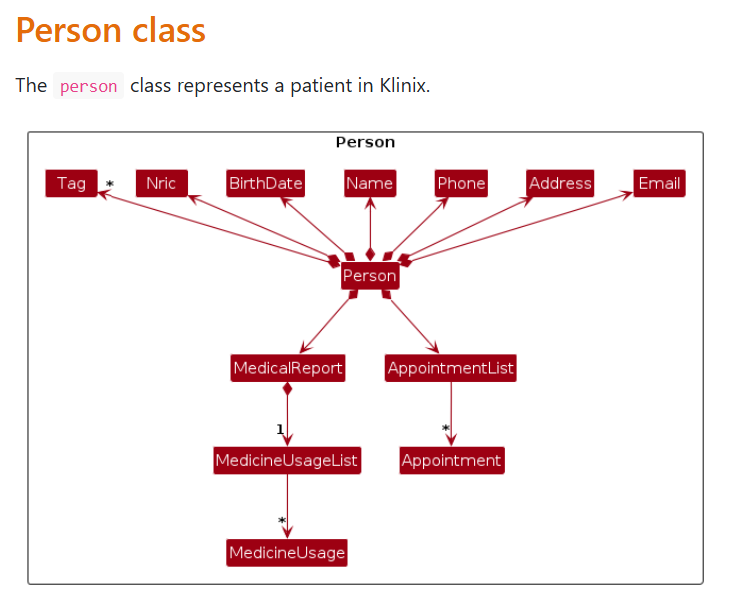 Person class
The person class represents a patient in Klinix.
Person
Tag * Nric BirthDate Name Phone Address Email
Person
MedicalReport AppointmentList
1 *
MedicineUsageList Appointment
*
MedicineUsage